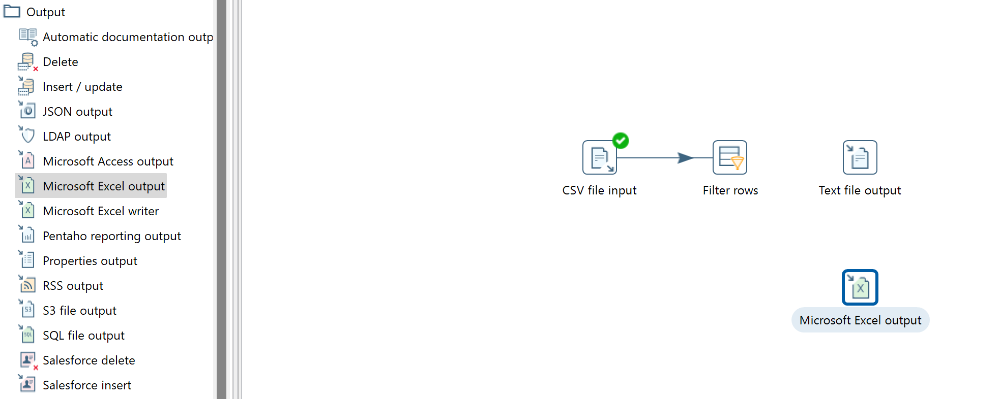 Output
Automatic documentation outp
Delete
Insert / update
JSON output
LDAP output
Microsoft Access output
Microsoft Excel output
Microsoft Excel writer
Pentaho reporting output
Properties output
RSS output
S3 file output
SQL file output
Salesforce delete
Salesforce insert
CSV file input
Filter rows
Text file output
Microsoft Excel output